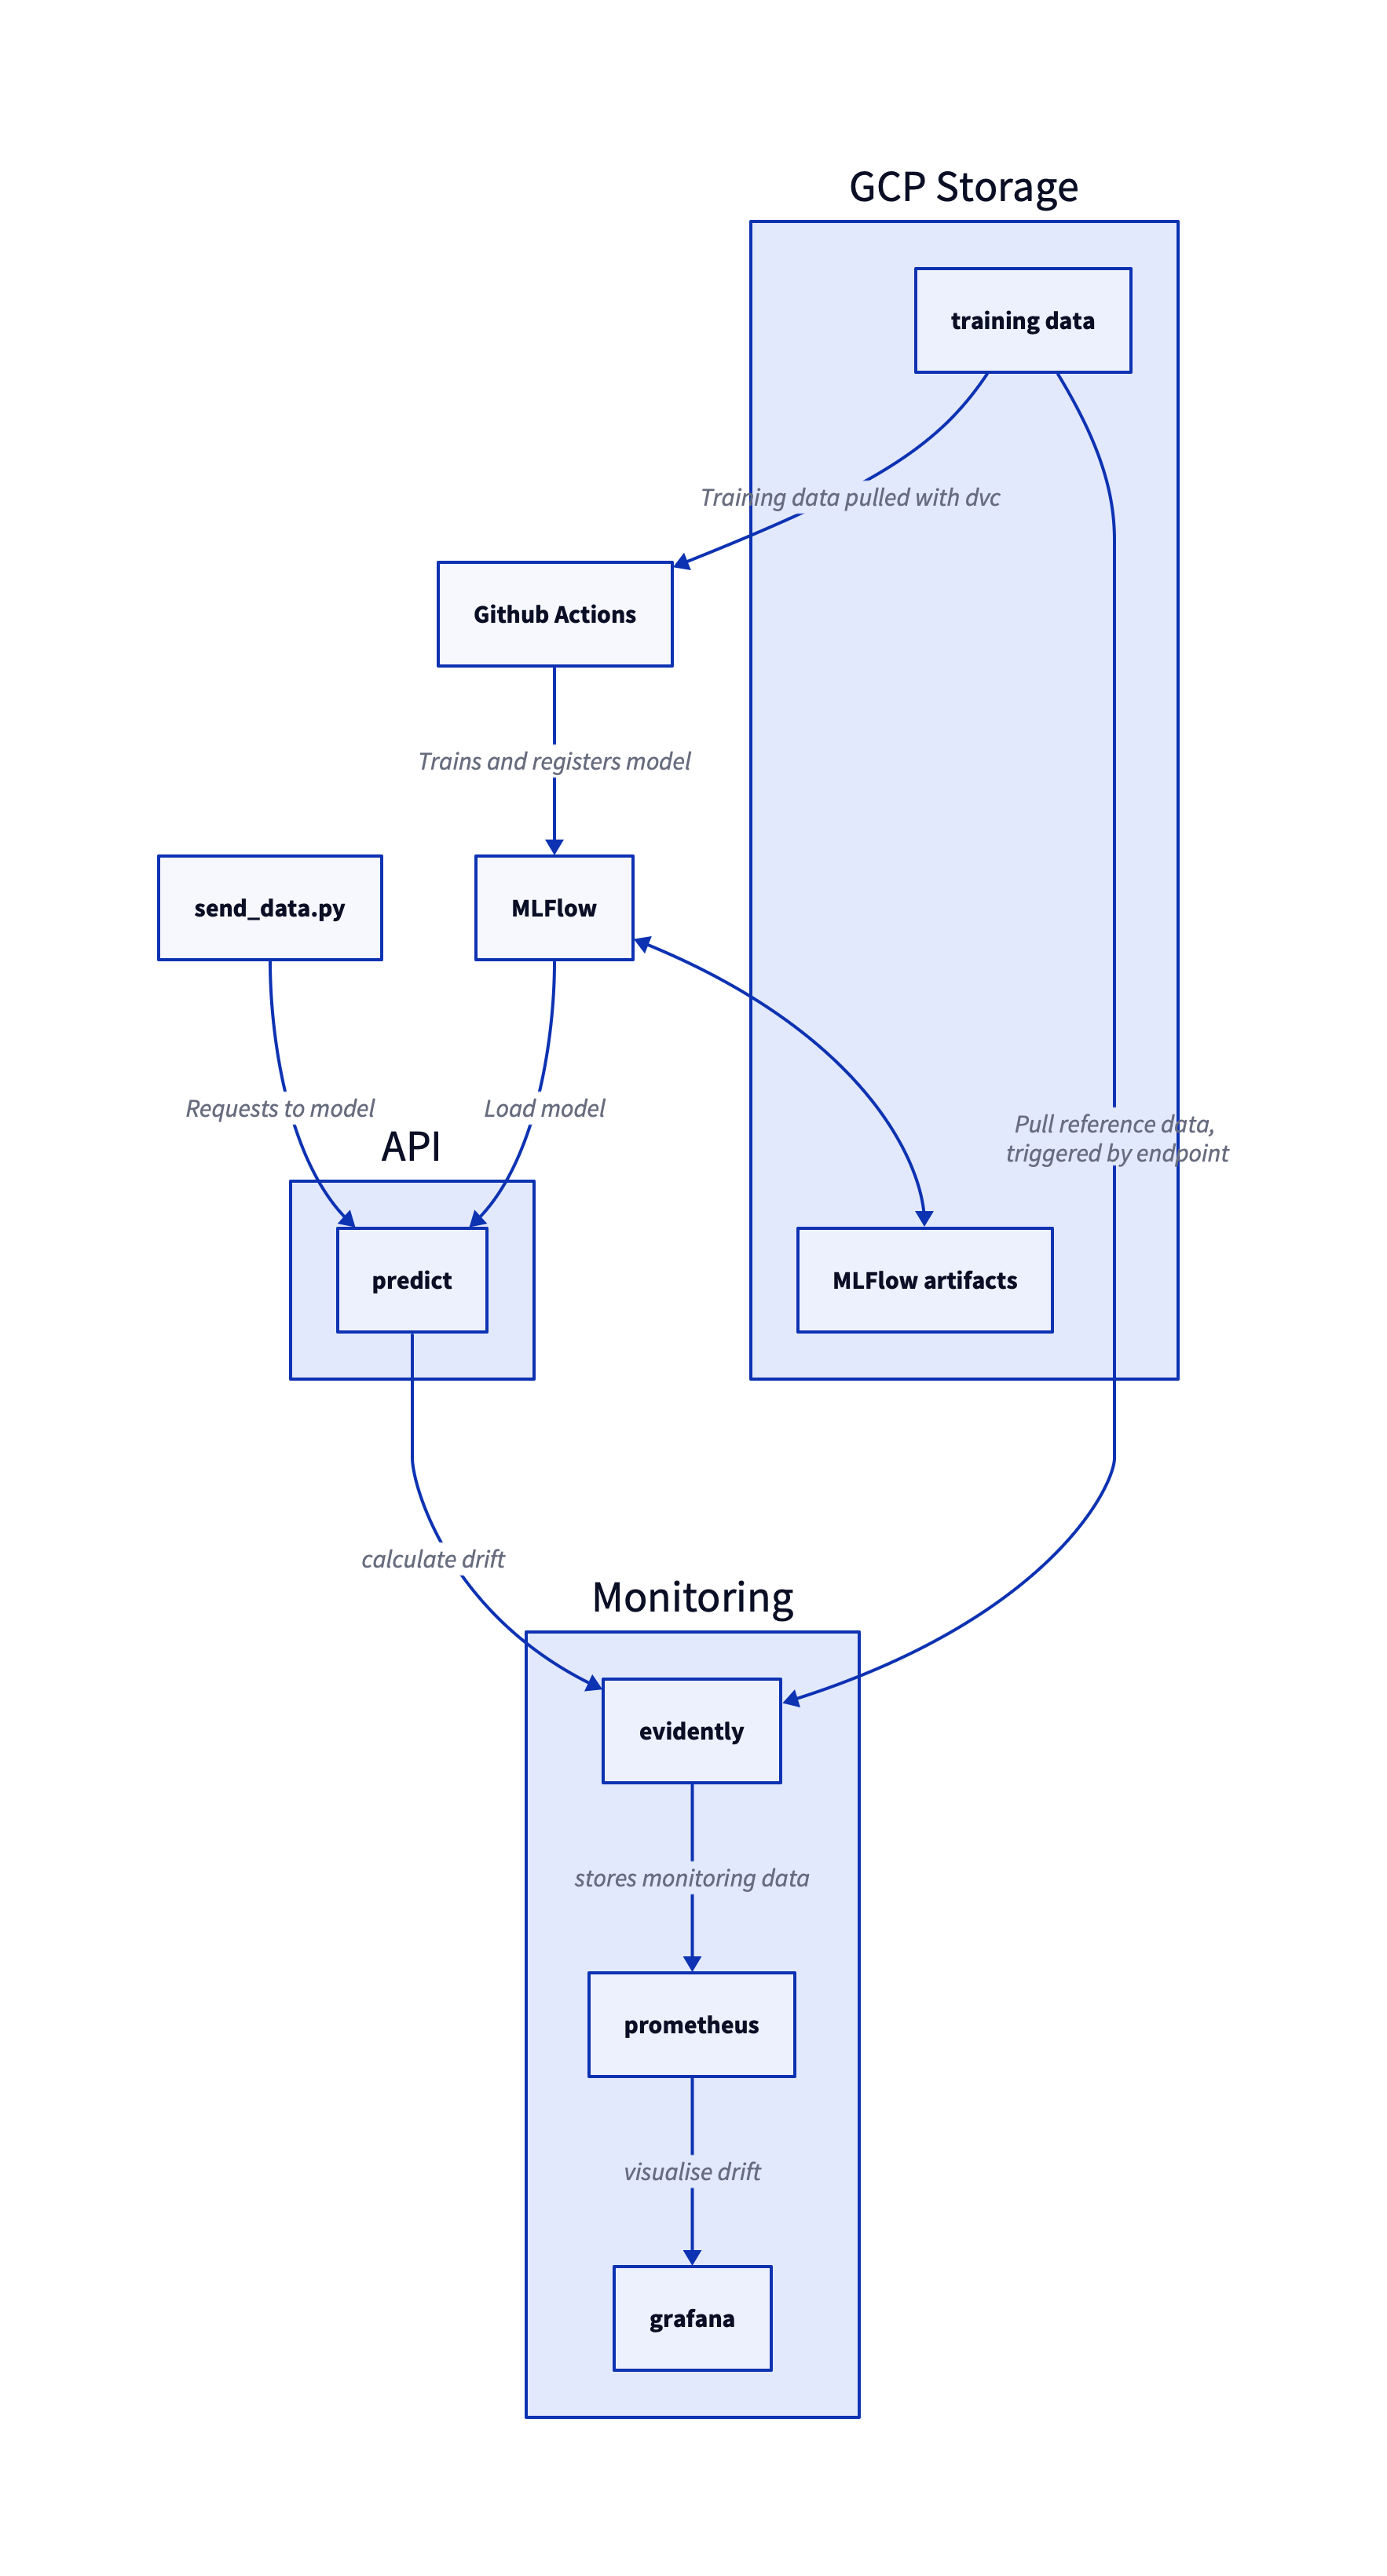 GCP Storage
training data
Training data pulled with dvc
Github Actions
Trains and registers model
send_data.py
MLFlow
Requests to model
Load model
Pull reference data,
triggered by endpoint
API
predict
MLFlow artifacts
calculate drift
Monitoring
evidently
stores monitoring data
prometheus
visualise drift
grafana